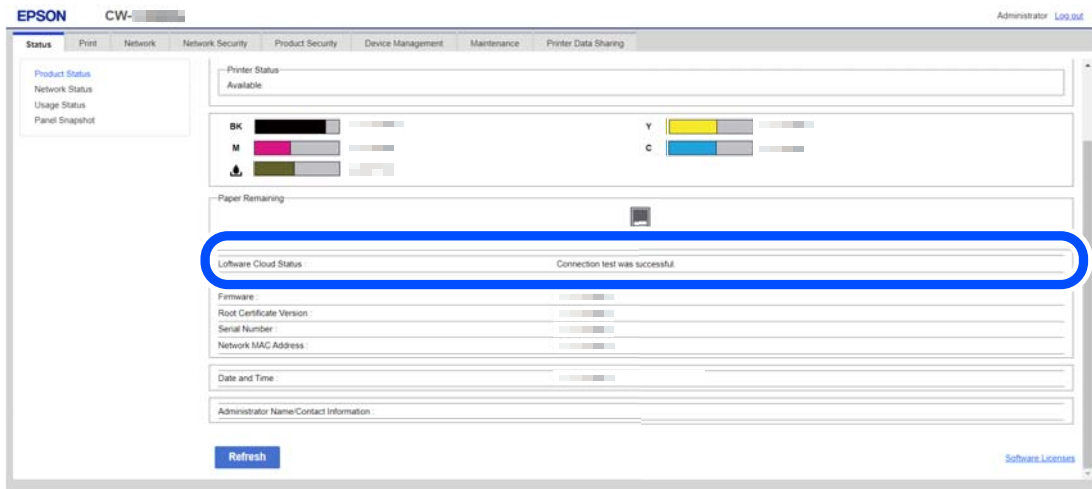 EPSON CW-
Administrator Log out
Status Print Network Network Security Product Security Device Management Maintenance Printer Data Sharing
Product Status
Network Status
Usage Status
Panel Snapshot
Printer Status
Available
BK Y
M C
Paper Remaining
Loftware Cloud Status : Connection test was successful.
Firmware :
Root Certificate Version :
Serial Number :
Network MAC Address :
Date and Time :
Administrator Name/Contact Information :
Refresh
Software Licenses